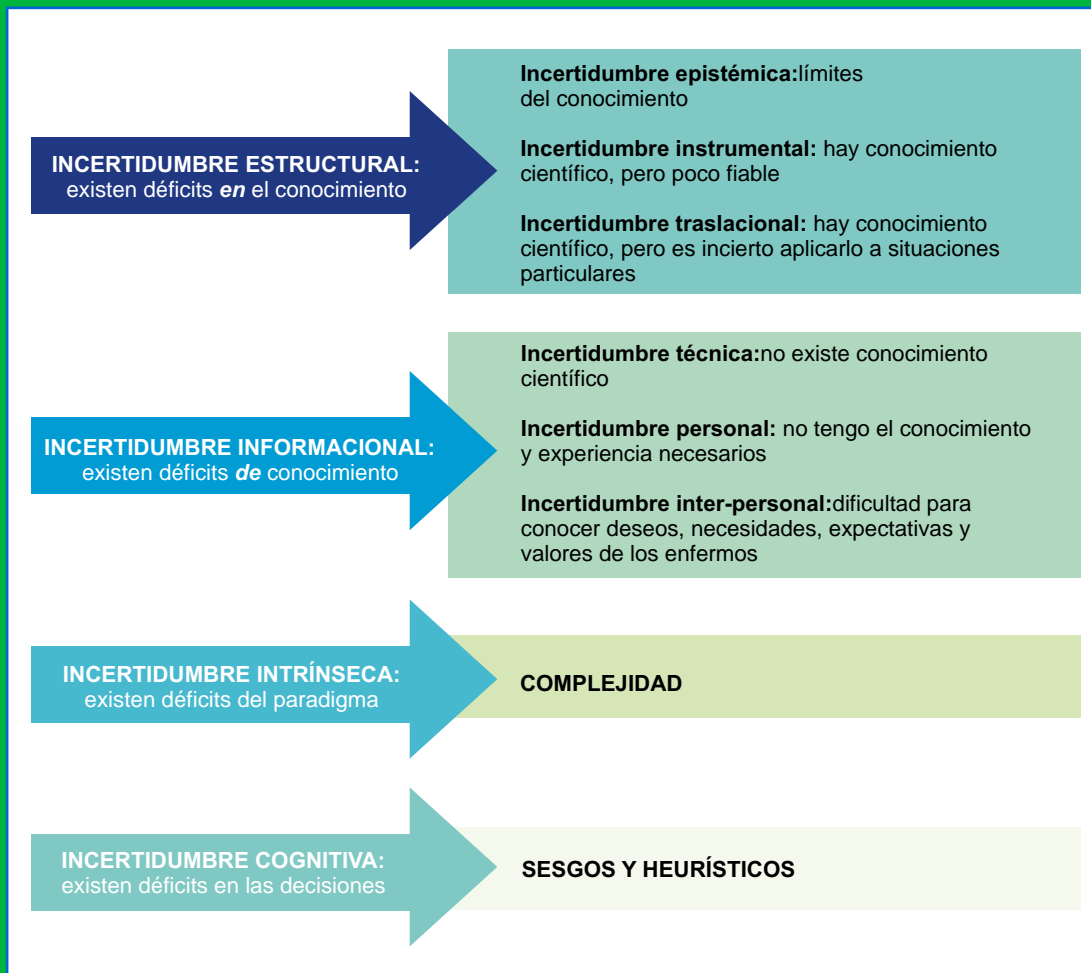 INCERTIDUMBRE ESTRUCTURAL:
existen déficits en el conocimiento
Incertidumbre epistémica:límites
del conocimiento
Incertidumbre instrumental: hay conocimiento
científico, pero poco fiable
Incertidumbre traslacional: hay conocimiento
científico, pero es incierto aplicarlo a situaciones
particulares
INCERTIDUMBRE INFORMACIONAL:
existen déficits de conocimiento
Incertidumbre técnica:no existe conocimiento
científico
Incertidumbre personal: no tengo el conocimiento
y experiencia necesarios
Incertidumbre inter-personal:dificultad para
conocer deseos, necesidades, expectativas y
valores de los enfermos
INCERTIDUMBRE INTRÍNSECA:
existen déficits del paradigma
COMPLEJIDAD
INCERTIDUMBRE COGNITIVA:
existen déficits en las decisiones
SESGOS Y HEURÍSTICOS